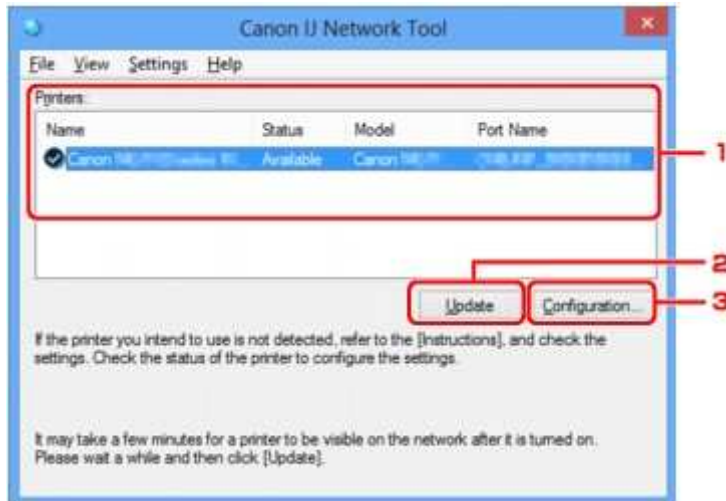 Canon IJ Network Tool
File View Settings Help
Printers:
Name Status Model Port Name
Canon Available Canon
1
2
Update Configuration...
3
If the printer you intend to use is not detected, refer to the [Instructions], and check the
settings. Check the status of the printer to configure the settings.
It may take a few minutes for a printer to be visible on the network after it is turned on.
Please wait a while and then click [Update].